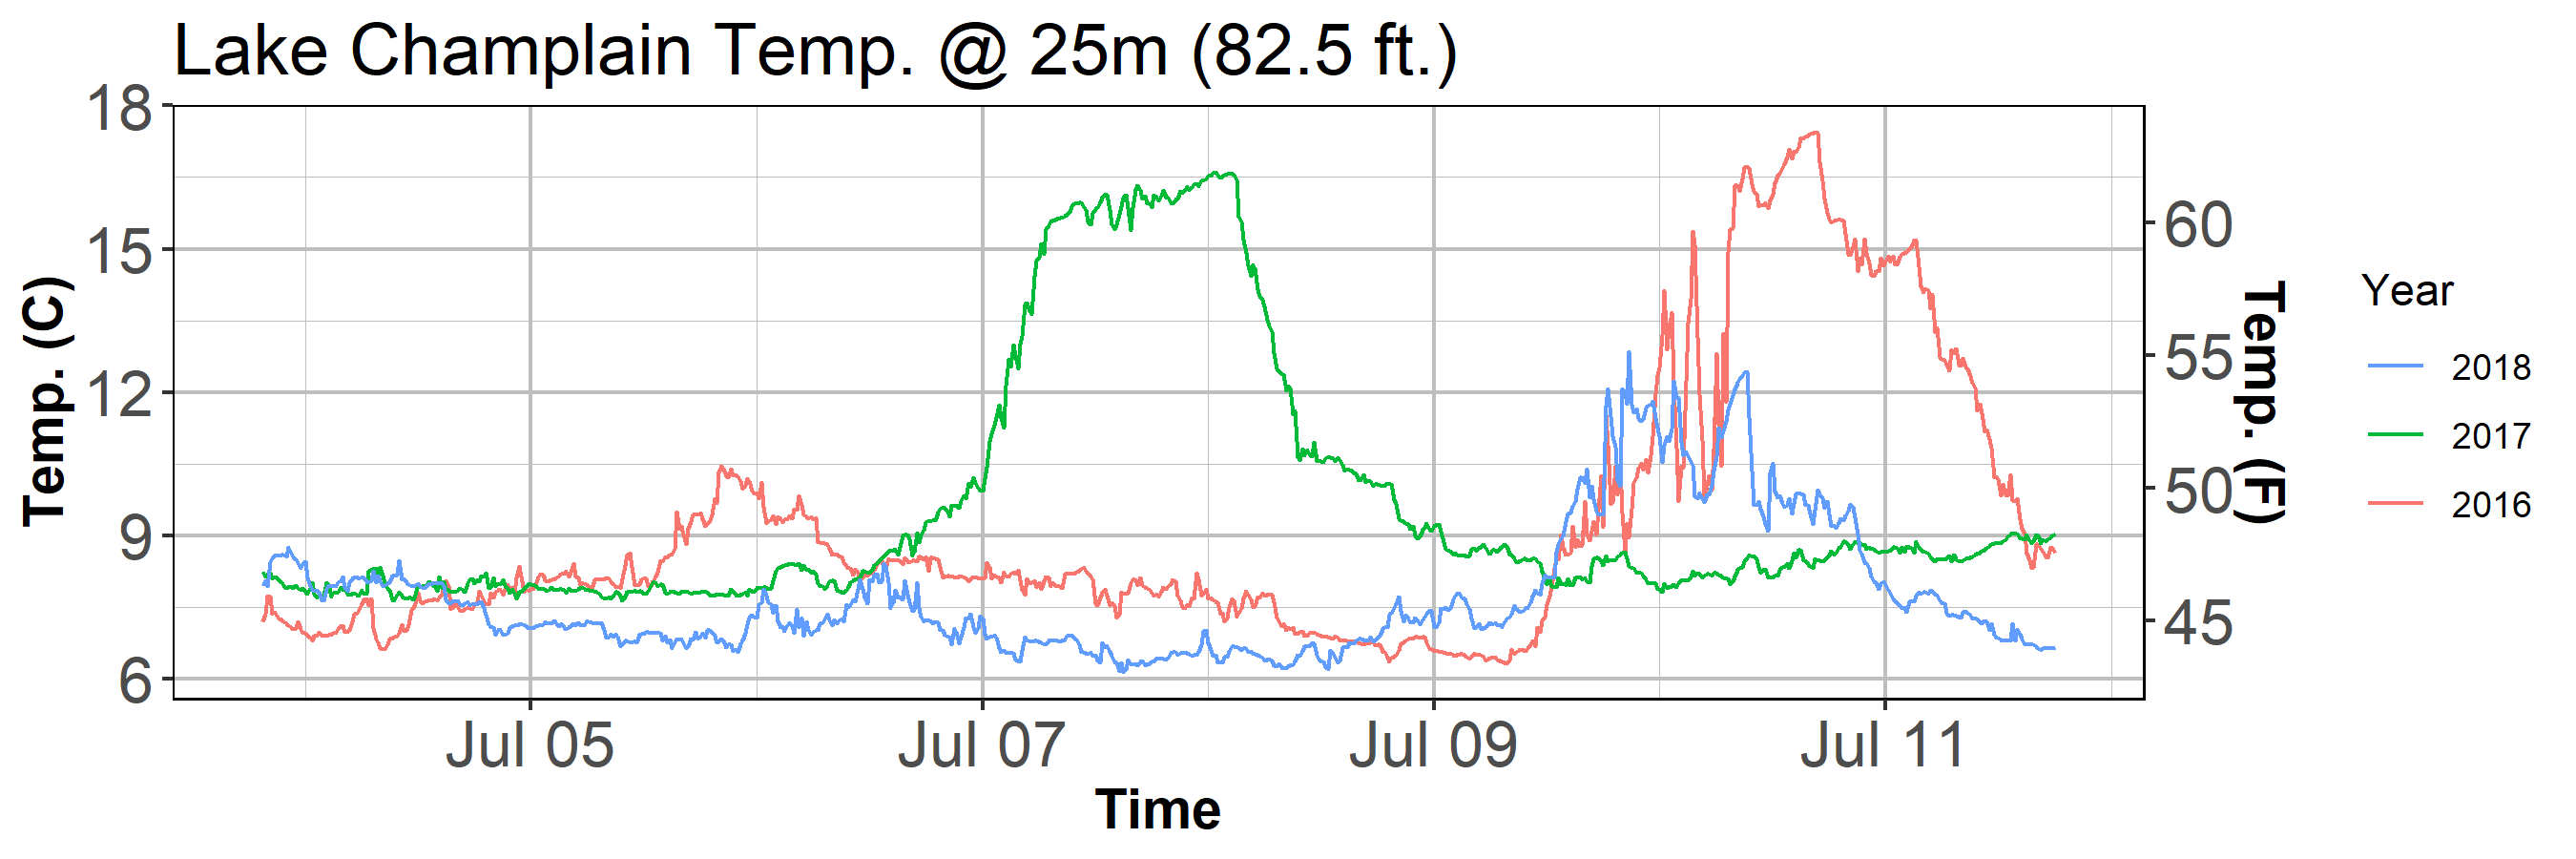 Lake Champlain Temp. @ 25m (82.5 ft.)
18
15
12
9
6
Temp. (C)
60
55
50
45
Temp. (F)
Jul 05
Jul 07
Jul 09
Jul 11
Time
Year
2018
2017
2016